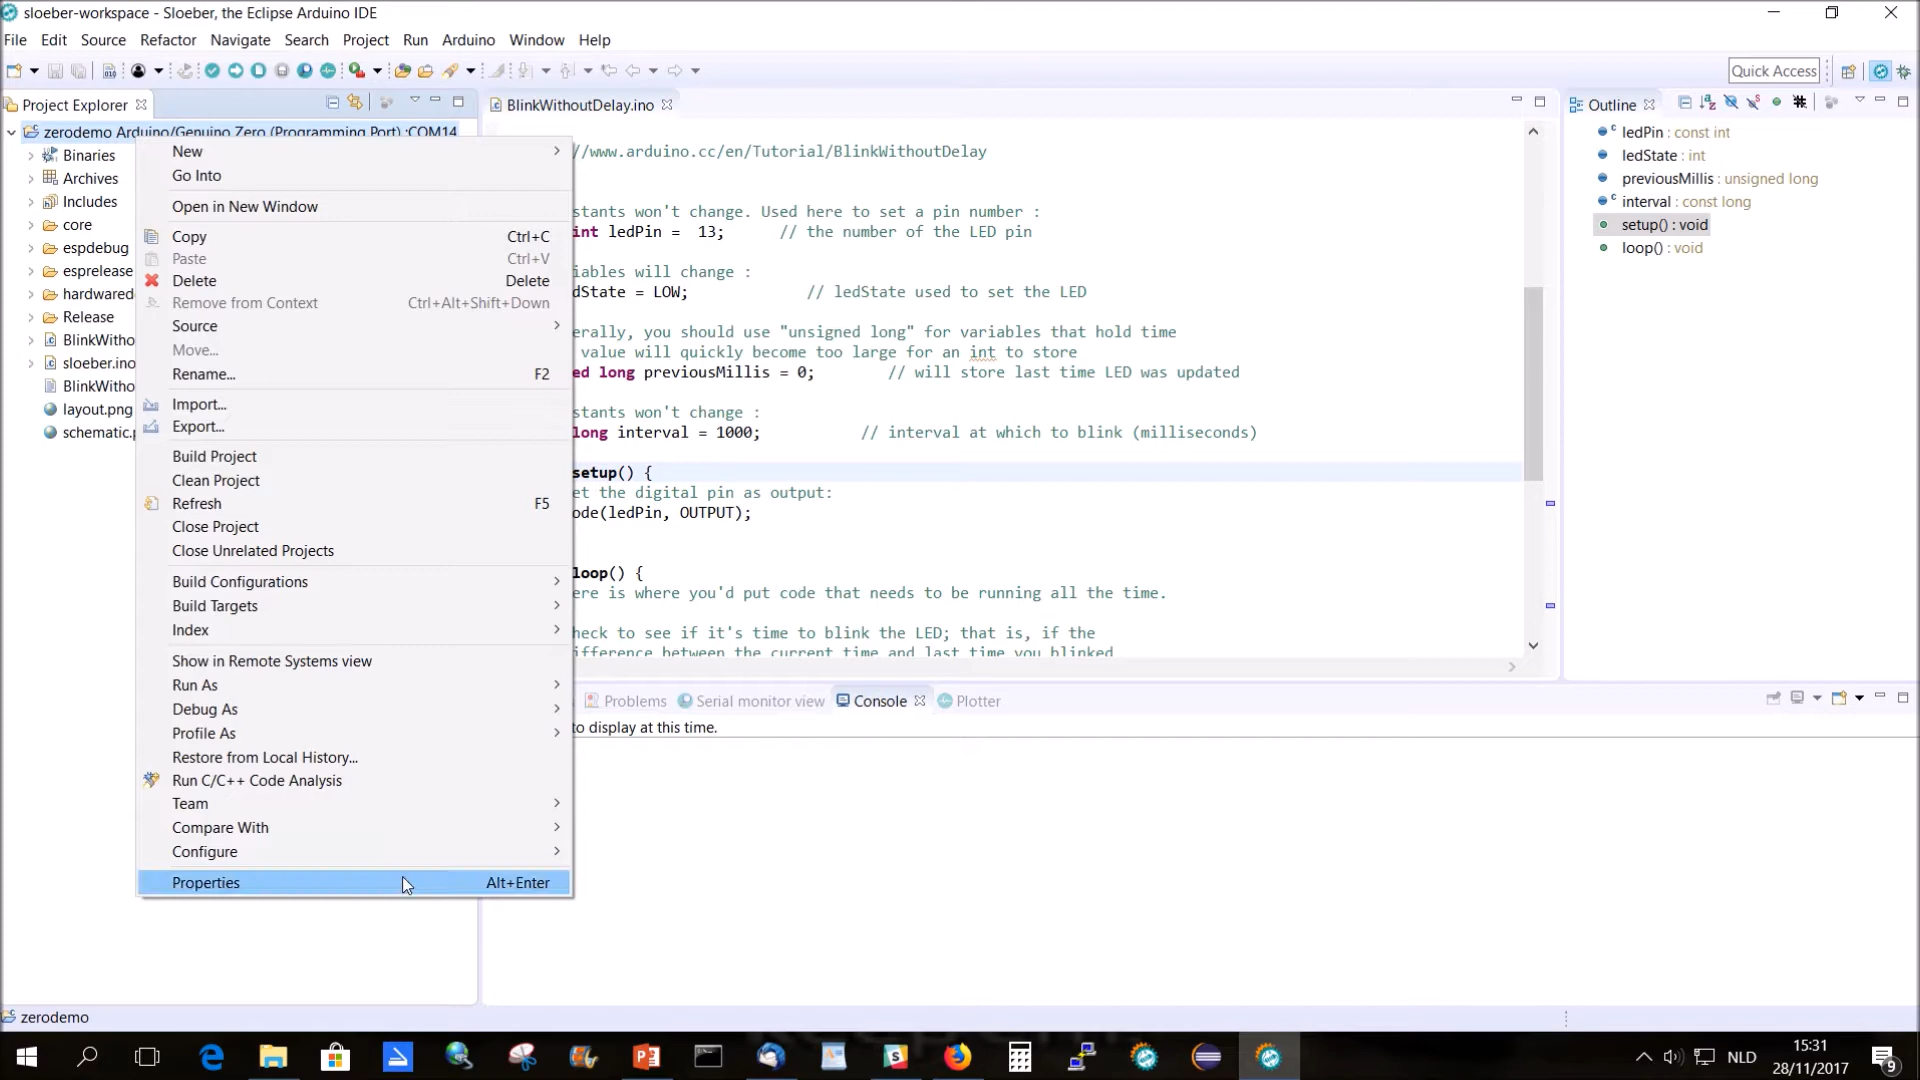 sloeber-workspace - Sloeber, the Eclipse Arduino IDE
File Edit Source Refactor Navigate Search Project Run Arduino Window Help
Quick Access
Project Explorer
zerodemo Arduino/Genuino Zero (Programming Port) :COM14
Binaries
Archives
Includes
core
espdebug
esprelease
hardwared
Release
BlinkWitho
sloeber.ino
BlinkWitho
layout.png
schematic.p
New
Go Into
Open in New Window
Copy Ctrl+C
Paste Ctrl+V
Delete Delete
Remove from Context Ctrl+Alt+Shift+Down
Source
Move...
Rename... F2
Import...
Export...
Build Project
Clean Project
Refresh F5
Close Project
Close Unrelated Projects
Build Configurations
Build Targets
Index
Show in Remote Systems view
Run As
Debug As
Profile As
Restore from Local History...
Run C/C++ Code Analysis
Team
Compare With
Configure
Properties Alt+Enter
BlinkWithoutDelay.ino
//www.arduino.cc/en/Tutorial/BlinkWithoutDelay
stants won't change. Used here to set a pin number :
int ledPin = 13; // the number of the LED pin
iables will change :
dState = LOW; // ledState used to set the LED
erally, you should use "unsigned long" for variables that hold time
value will quickly become too large for an int to store
ed long previousMillis = 0; // will store last time LED was updated
stants won't change :
long interval = 1000; // interval at which to blink (milliseconds)
setup() {
et the digital pin as output:
ode(ledPin, OUTPUT);
loop() {
ere is where you'd put code that needs to be running all the time.
heck to see if it's time to blink the LED; that is, if the
ifference between the current time and last time you blinked
Outline
ledPin : const int
ledState : int
previousMillis : unsigned long
interval : const long
setup() : void
loop() : void
Problems Serial monitor view Console Plotter
to display at this time.
zerodemo
NLD
15:31
28/11/2017
9